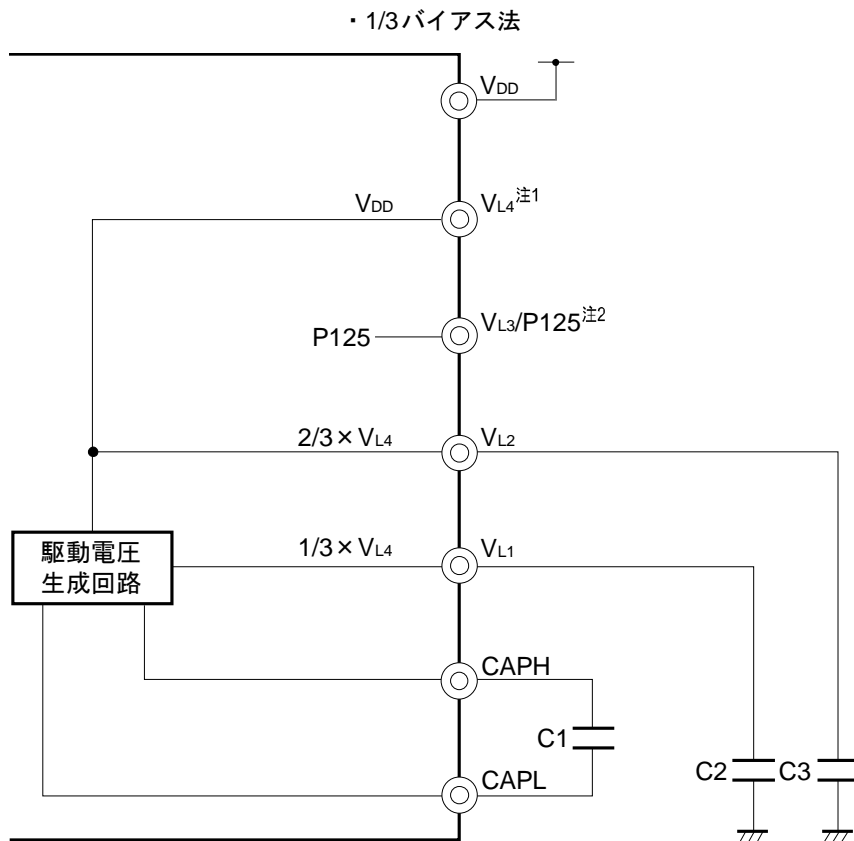 ・1/3バイアス法
VDD
VDD
VL4注1
P125
VL3/P125注2
2/3×VL4
VL2
駆動電圧
生成回路
1/3×VL4
VL1
CAPH
C1
CAPL
C2
C3